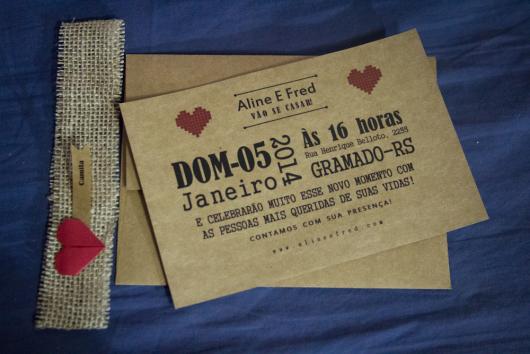 Camila
Aline E Fred
VÃO SE CASAR!
DOM-05
Janeiro
2014
Às 16 horas
Rua Henrique Belloto, 2255
GRAMADO-RS
E CELEBRARÃO MUITO ESSE NOVO MOMENTO COM
AS PESSOAS MAIS QUERIDAS DE SUAS VIDAS!
CONTAMOS COM SUA PRESENÇA!
www.alineefred.com